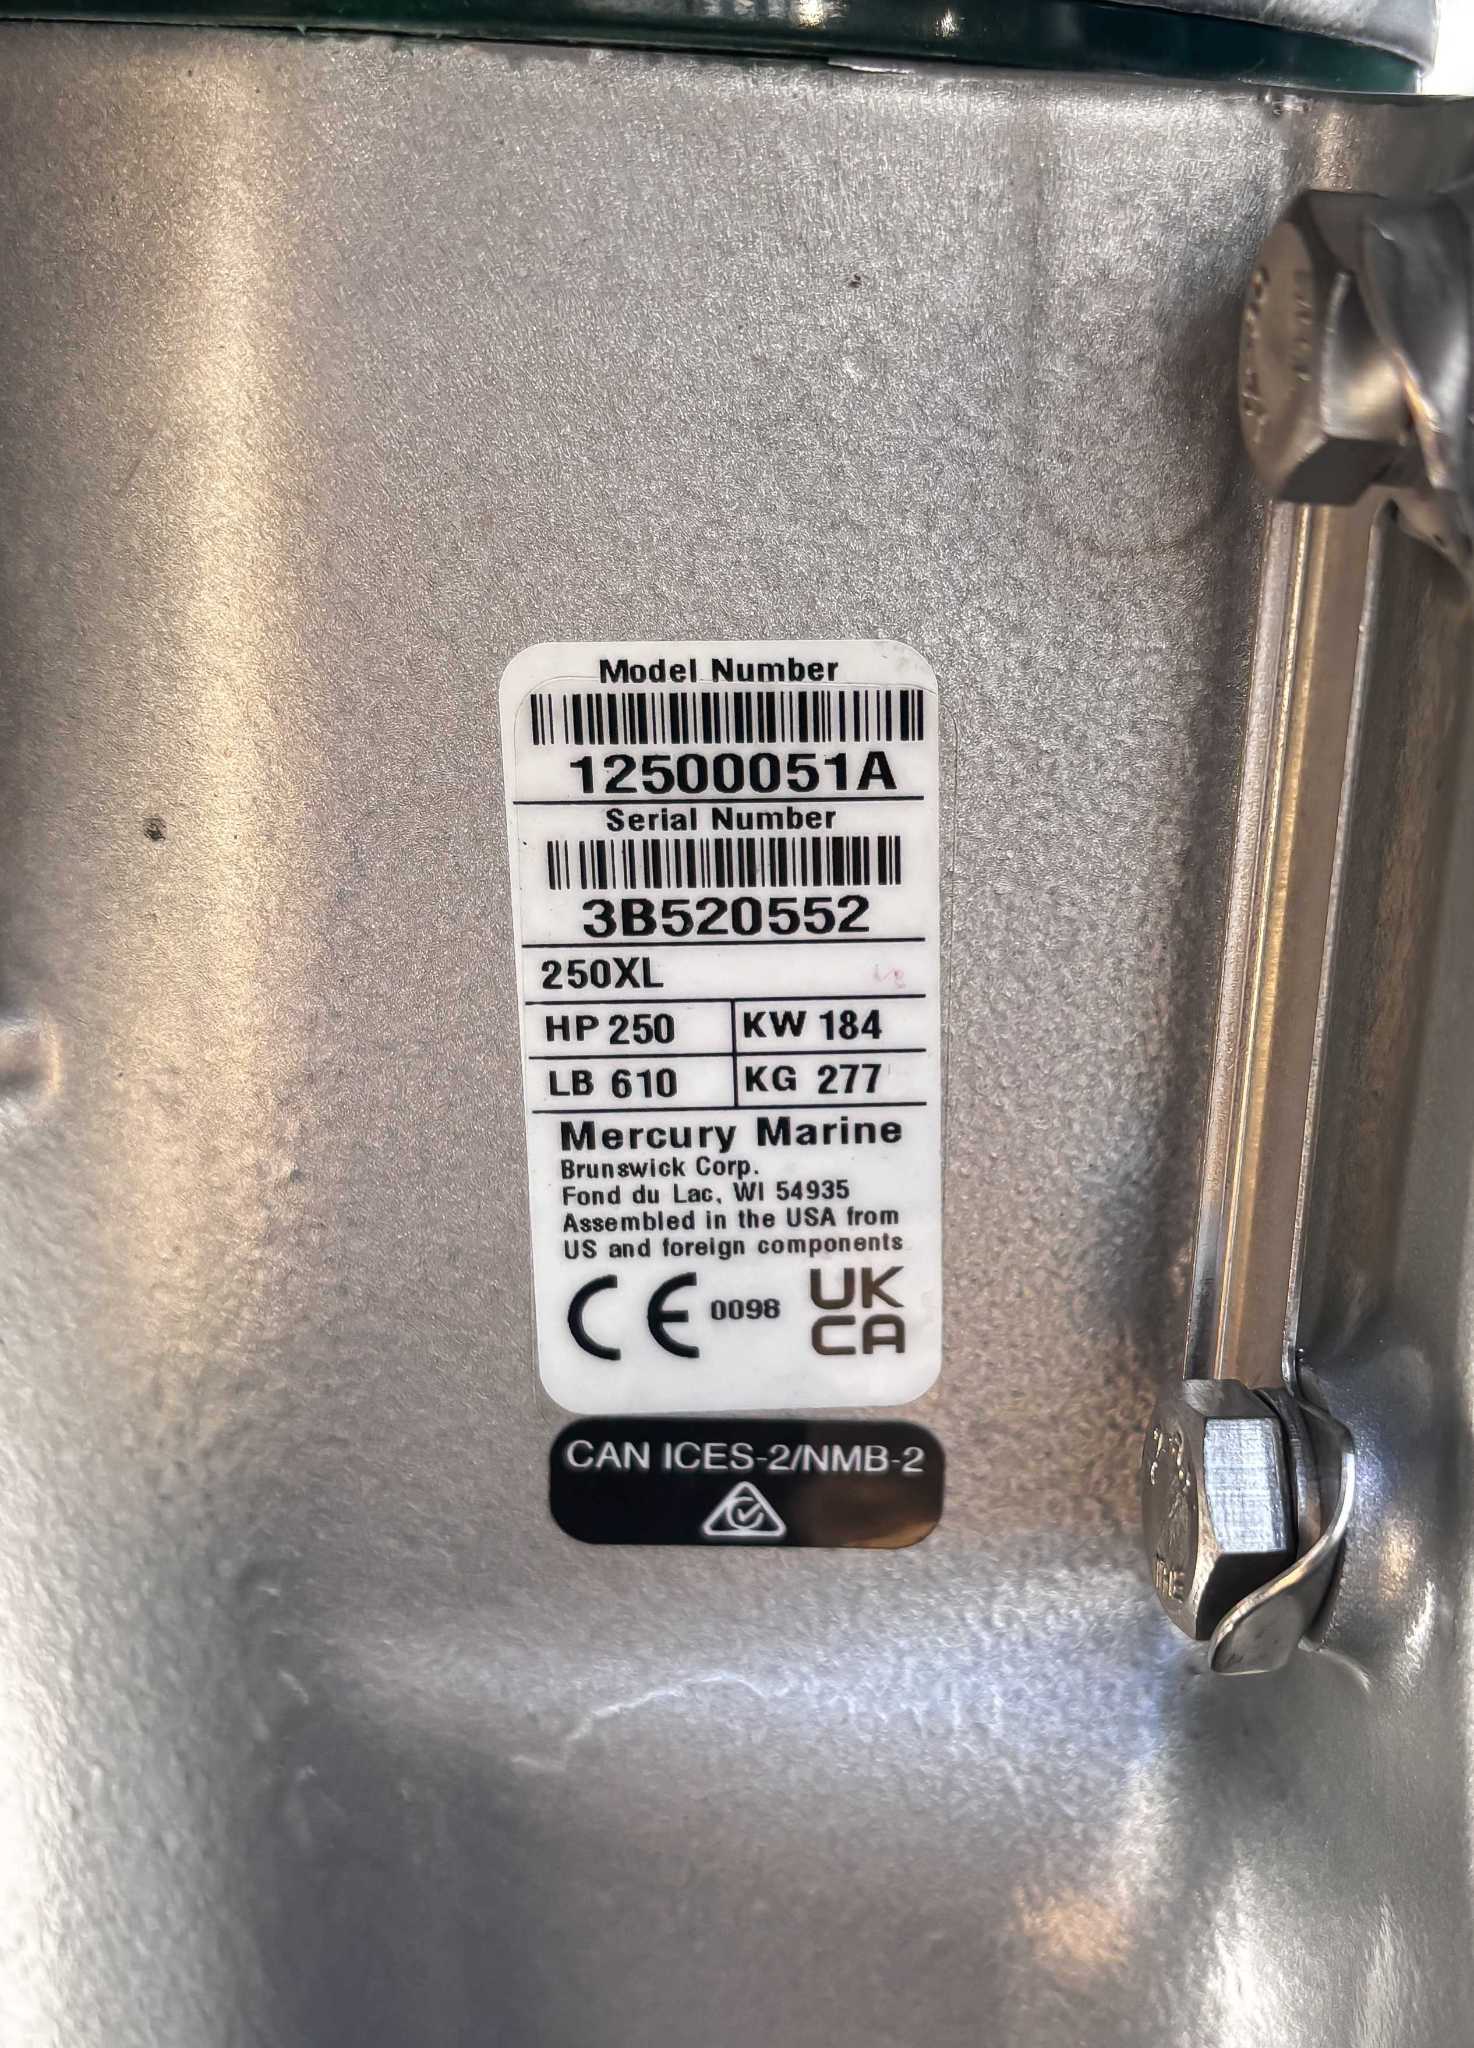 Model Number
12500051A
Serial Number
3B520552
250XL
HP 250 KW 184
LB 610 KG 277
Mercury Marine
Brunswick Corp.
Fond du Lac, WI 54935
Assembled in the USA from
US and foreign components
CE 0098 UK
CA
CAN ICES-2/NMB-2
THE